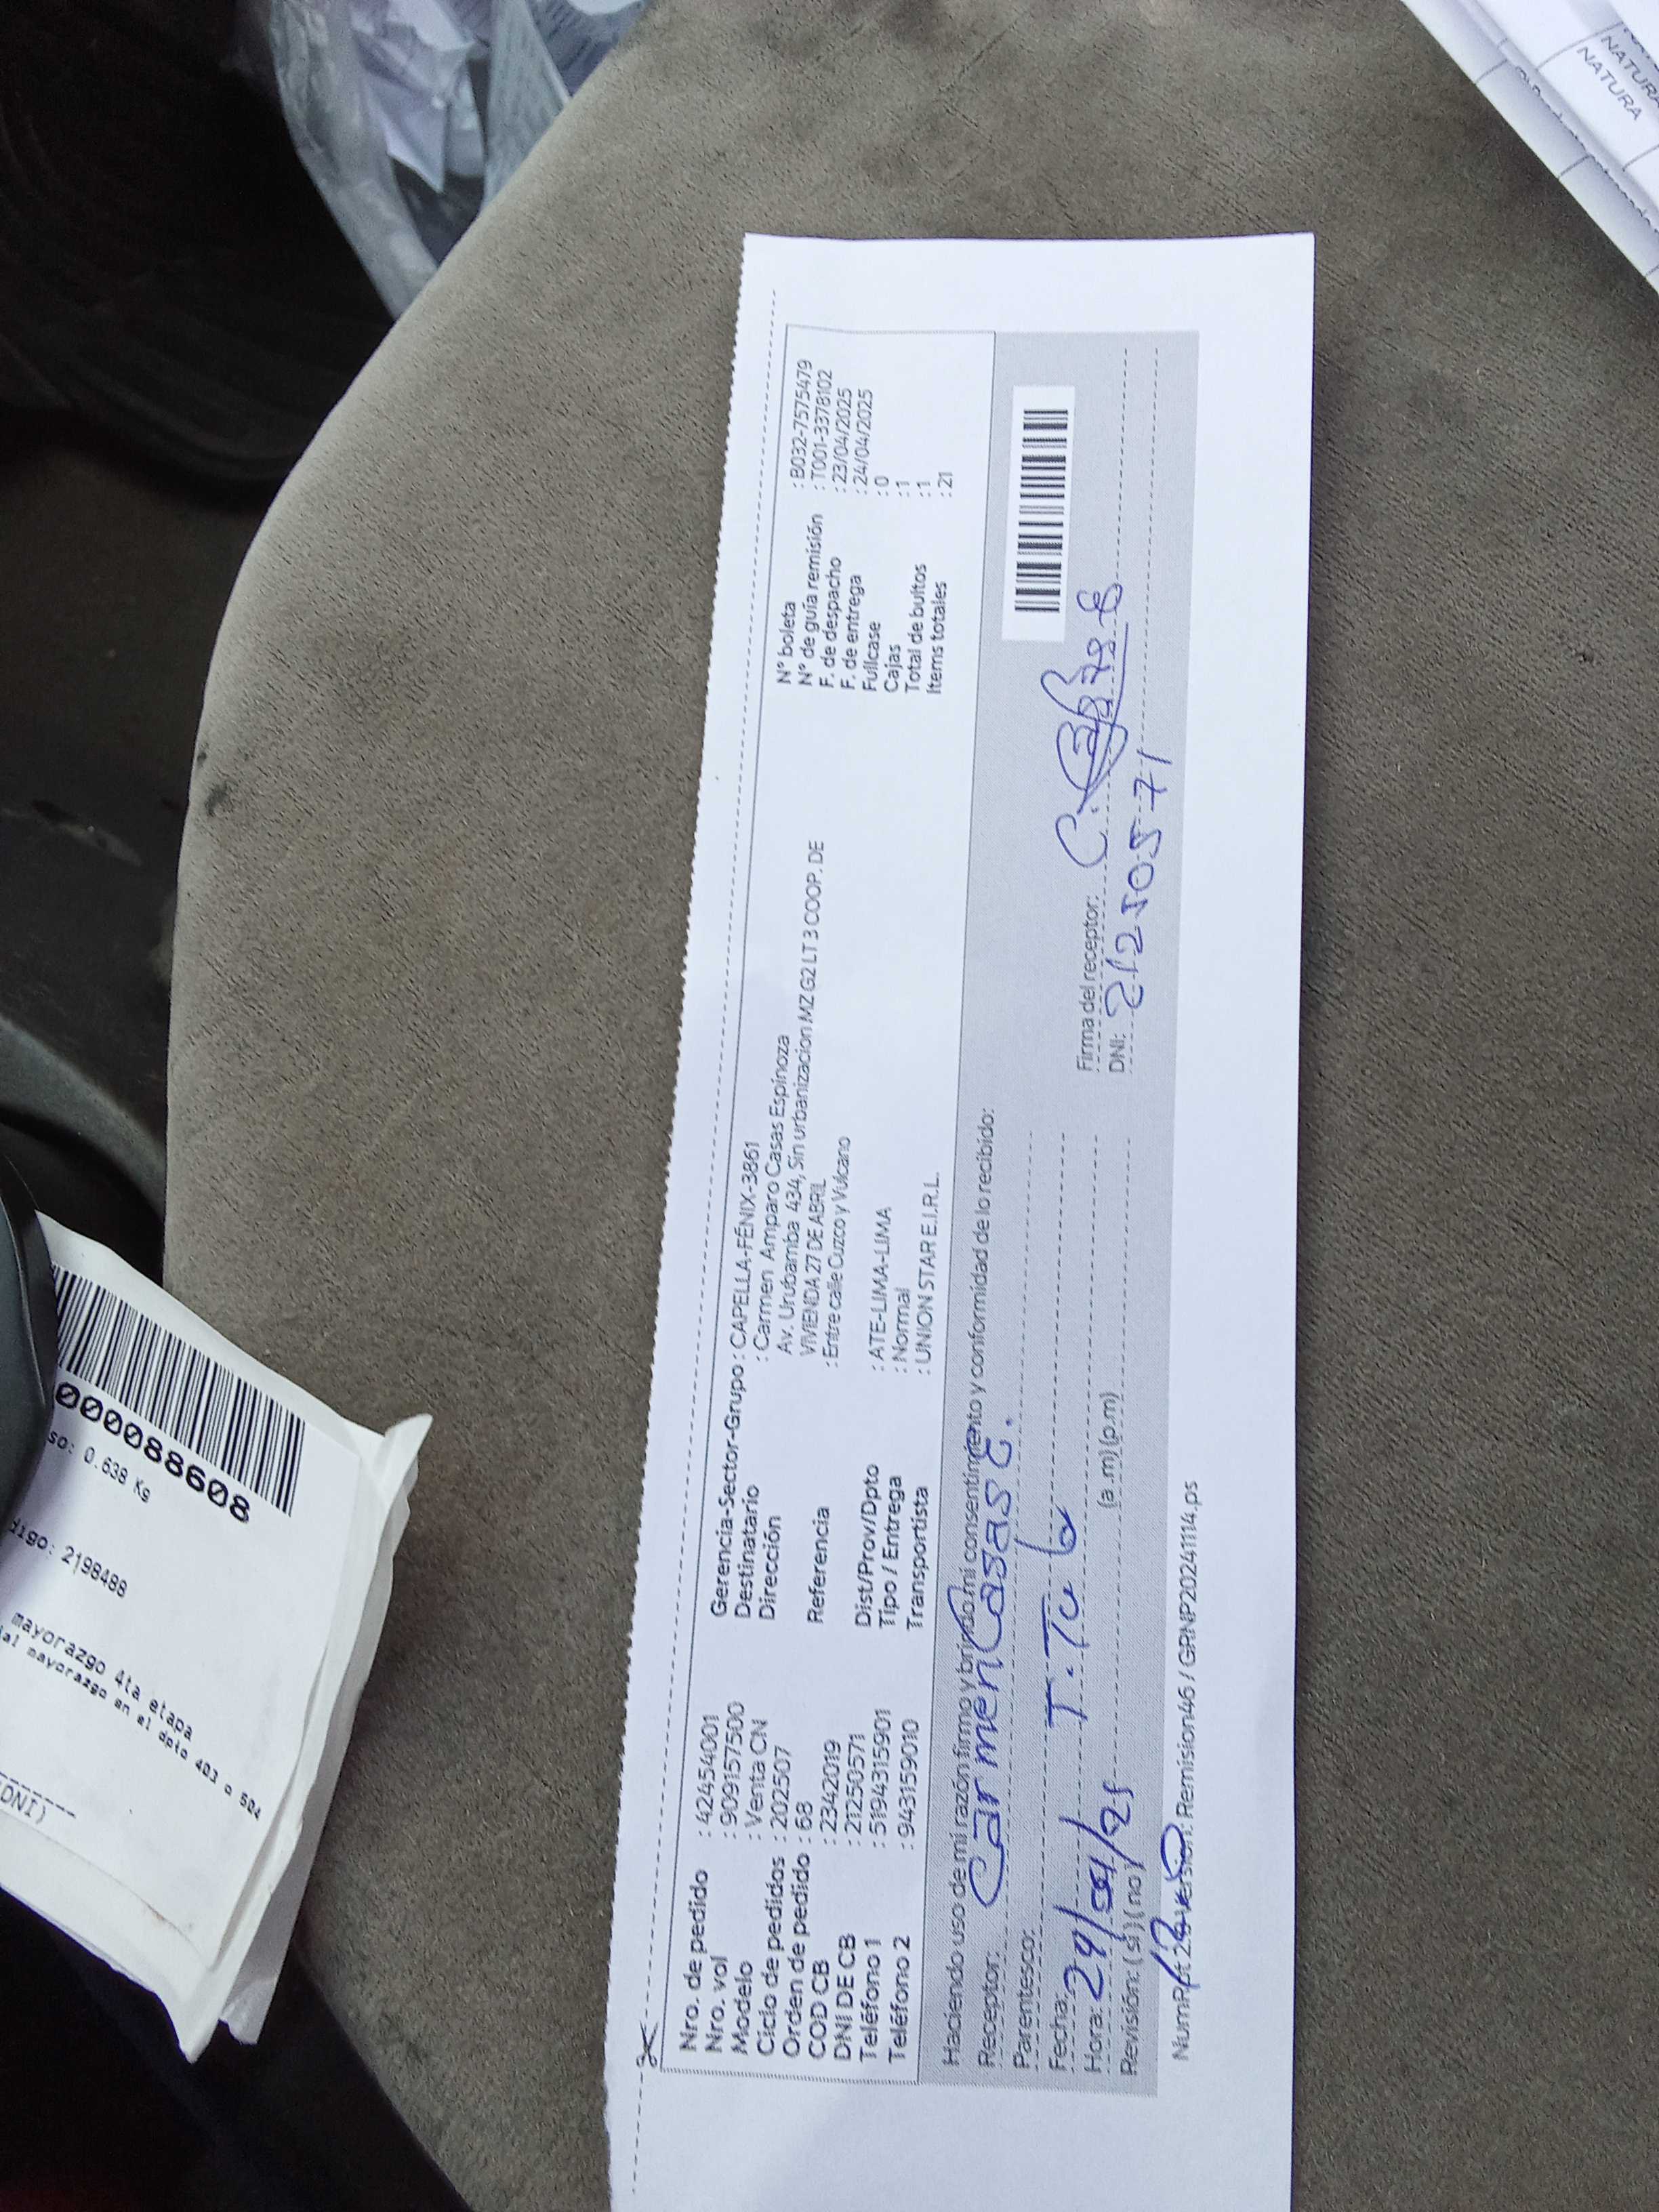 Nro. de pedido : 42454001
Nro. vol : 9091575500
Modelo : Venta CN
Ciclo de pedidos : 202507
Orden de pedido : 68
COD CB : 2342019
DNI DE CB : 21250571
Teléfono 1 : 5194315901
Teléfono 2 : 943159010
Gerencia-Sector-Grupo : CAPELLA-FÉNIX-3861
Destinatario : Carmen Amparo Casas Espinoza
Dirección Av. Urubamba 434, Sin urbanizacion MZ G2 LT 3 COOP. DE
VIVIENDA 27 DE ABRIL
Referencia : Entre calle Cuzco y Vulcano
Dist/Prov/Dpto : ATE-LIMA-LIMA
Tipo / Entrega : Normal
Transportista : UNION STAR E.I.R.L.
N° boleta : B032-7575479
N° de guía remisión : T001-3378102
F. de despacho : 23/04/2025
F. de entrega : 24/04/2025
Fullcase : 0
Cajas : 1
Total de bultos : 1
Items totales : 21
Haciendo uso de mi razón firmo y brindo mi consentimiento y conformidad de lo recibido:
Receptor: Carmen Casas E.
Parentesco:
Fecha: T. Tu
Hora: 24/04/25 (a.m) (p.m)
Revisión: (si) (no)
Firma del receptor: C.
DNI: 21250571
Remision46 / GRNP20241114.ps
000088608
so: 0.638 Kg
digo: 2198488
mayorazgo 4ta etapa
al mayorazgo en el dpto 403 o 504
DNI)
NATURA
NATURA